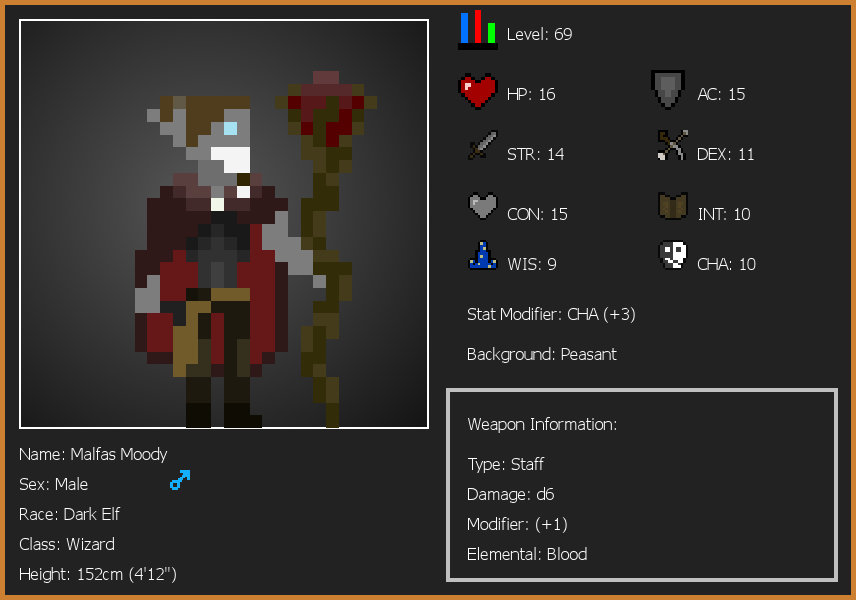 Level: 69
HP: 16
AC: 15
STR: 14
DEX: 11
CON: 15
INT: 10
WIS: 9
CHA: 10
Stat Modifier: CHA (+3)
Background: Peasant
Weapon Information:
Type: Staff
Damage: d6
Modifier: (+1)
Elemental: Blood
Name: Malfas Moody
Sex: Male
Race: Dark Elf
Class: Wizard
Height: 152cm (4'12")